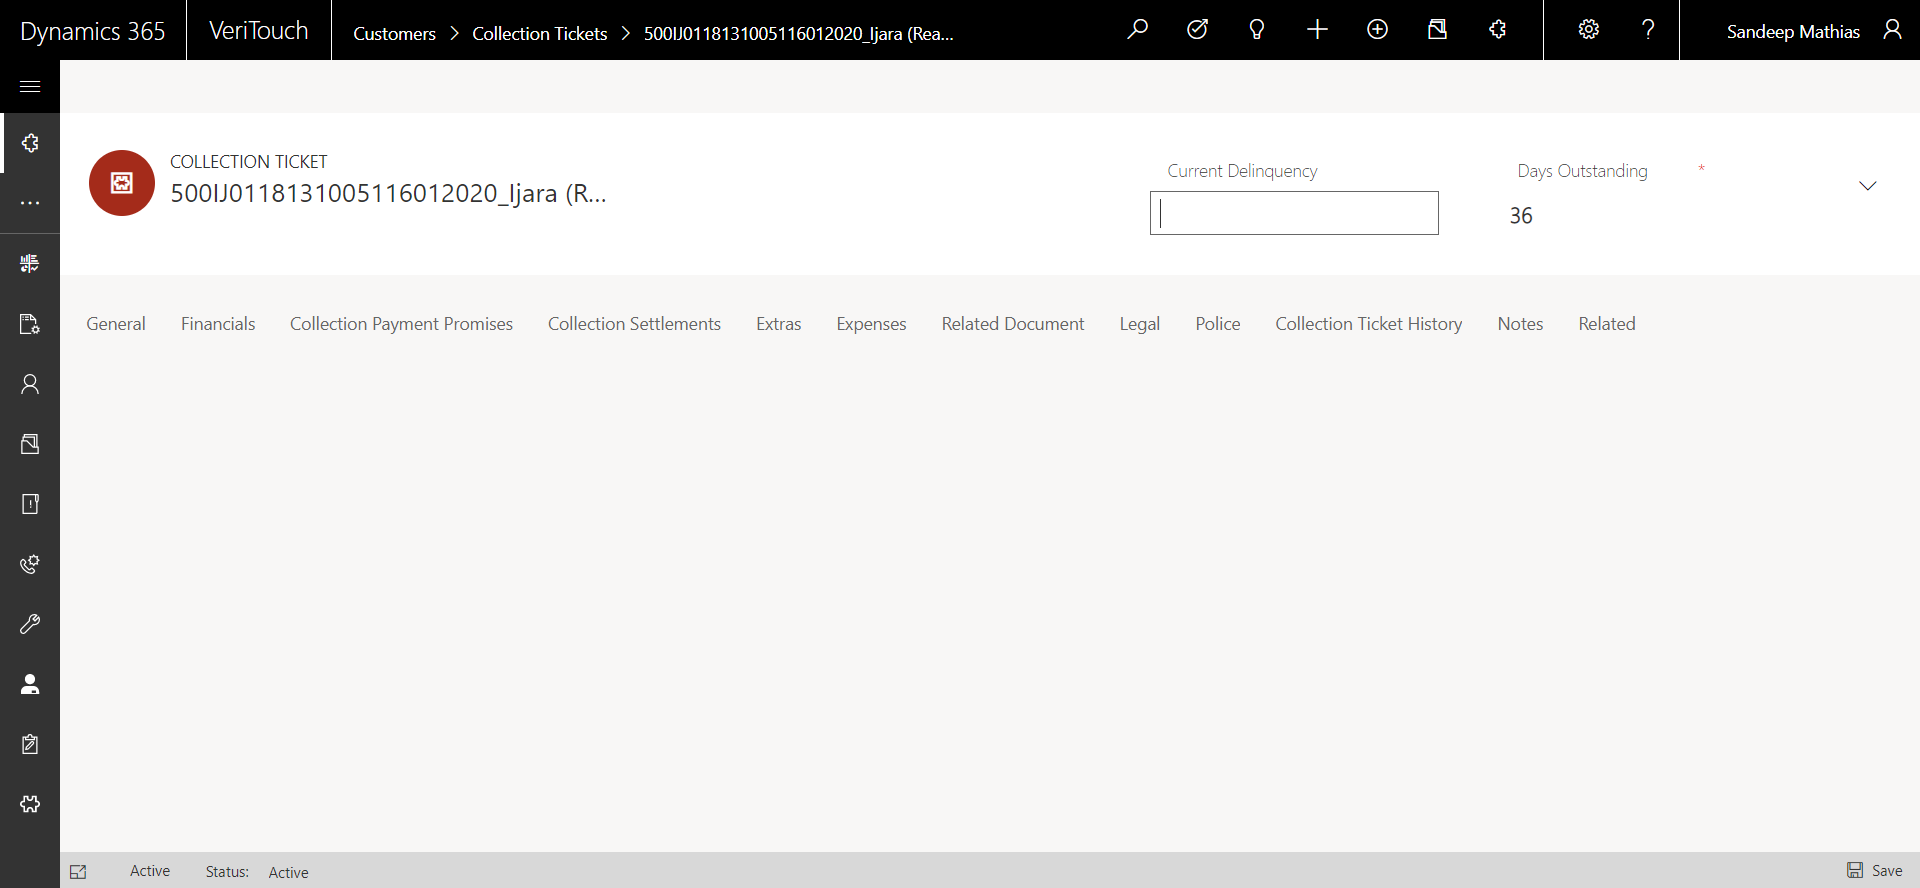 Dynamics 365
VeriTouch
Customers > Collection Tickets > 500IJ0118131005116012020_Ijara (Rea...
?
Sandeep Mathias
COLLECTION TICKET
500IJ0118131005116012020_Ijara (R...
Current Delinquency
Days Outstanding *
36
General Financials Collection Payment Promises Collection Settlements Extras Expenses Related Document Legal Police Collection Ticket History Notes Related
Active Status: Active
Save